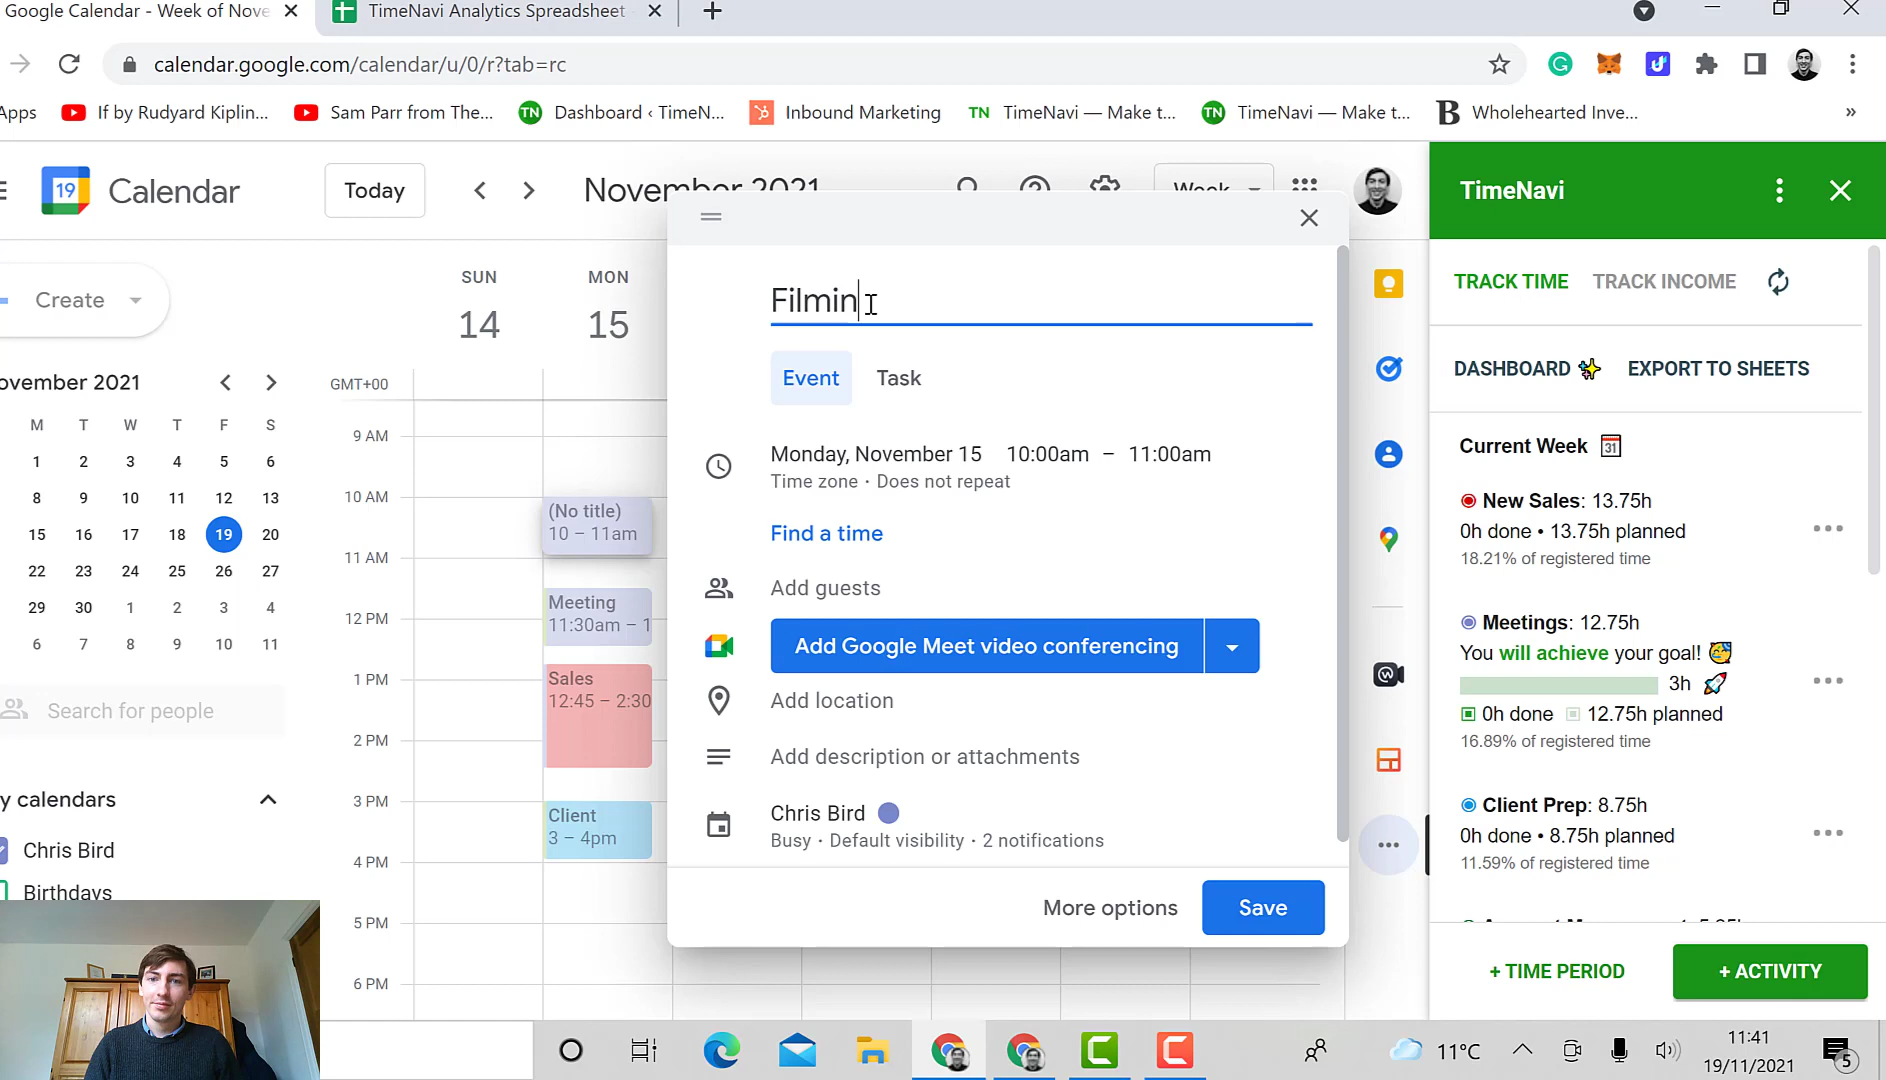 Google Calendar - Week of Nove
TimeNavi Analytics Spreadsheet
calendar.google.com/calendar/u/0/r?tab=rc
Apps
If by Rudyard Kiplin...
Sam Parr from The...
TN Dashboard ‹ TimeN...
Inbound Marketing
TN TimeNavi — Make t...
TN TimeNavi — Make t...
B Wholehearted Inve...
19 Calendar
Today
November 2021
Week
TimeNavi
Create
SUN
14
MON
15
GMT+00
ovember 2021
M T W T F S
1 2 3 4 5 6
8 9 10 11 12 13
15 16 17 18 19 20
22 23 24 25 26 27
29 30 1 2 3 4
6 7 8 9 10 11
Search for people
y calendars
Chris Bird
Birthdays
9 AM
10 AM
11 AM
12 PM
1 PM
2 PM
3 PM
4 PM
5 PM
6 PM
(No title)
10 – 11am
Meeting
11:30am – 1
Sales
12:45 – 2:30
Client
3 – 4pm
Filmin
Event
Task
Monday, November 15 10:00am – 11:00am
Time zone · Does not repeat
Find a time
Add guests
Add Google Meet video conferencing
Add location
Add description or attachments
Chris Bird
Busy · Default visibility · 2 notifications
More options
Save
TRACK TIME
TRACK INCOME
DASHBOARD
EXPORT TO SHEETS
Current Week
New Sales: 13.75h
0h done • 13.75h planned
18.21% of registered time
Meetings: 12.75h
You will achieve your goal!
3h
0h done 12.75h planned
16.89% of registered time
Client Prep: 8.75h
0h done • 8.75h planned
11.59% of registered time
+ TIME PERIOD
+ ACTIVITY
11°C
11:41
19/11/2021
5